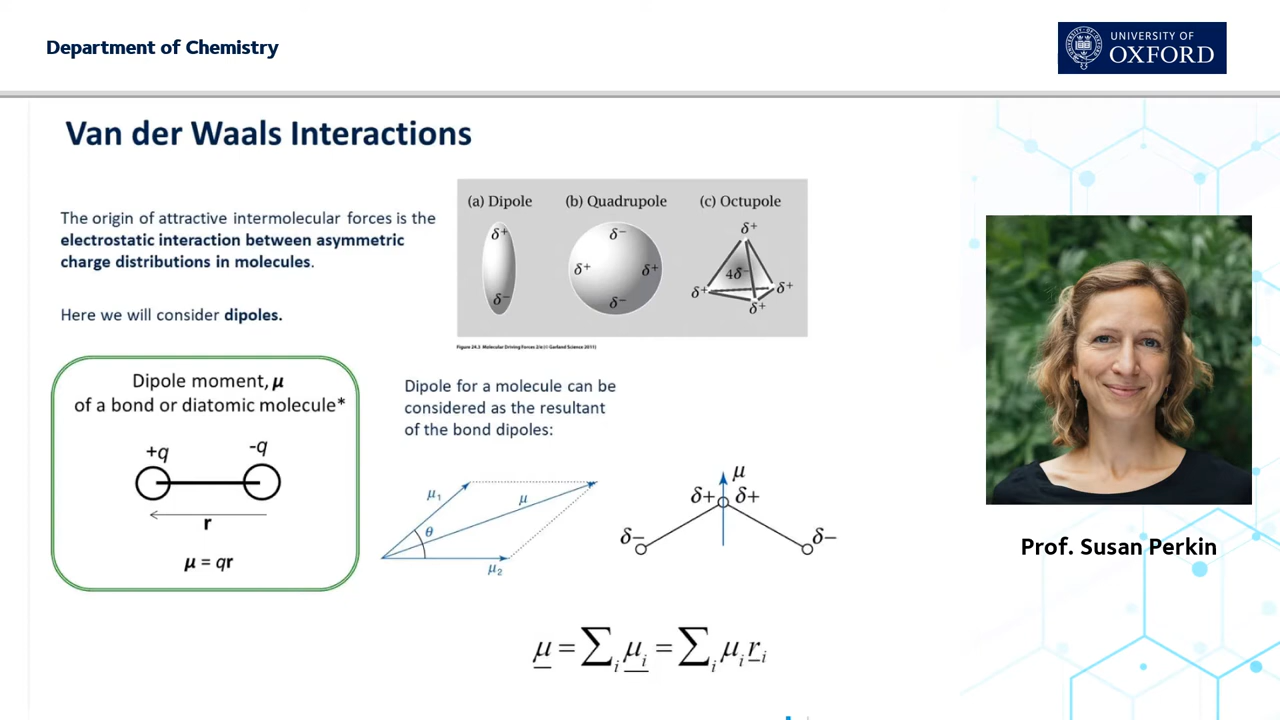 Department of Chemistry
UNIVERSITY OF
OXFORD
Van der Waals Interactions
The origin of attractive intermolecular forces is the
electrostatic interaction between asymmetric
charge distributions in molecules.
Here we will consider dipoles.
(a) Dipole (b) Quadrupole (c) Octupole
δ+ δ− δ+
δ+ δ+ 4δ−
δ− δ− δ+ δ+ δ+
Figure 24.3 Molecular Driving Forces 2/e (© Garland Science 2011)
Dipole moment, μ
of a bond or diatomic molecule*
+q -q
r
μ = qr
Dipole for a molecule can be
considered as the resultant
of the bond dipoles:
μ₁ μ θ μ₂
μ
δ+ δ+
δ− δ−
μ = ∑ᵢ μᵢ = ∑ᵢ μᵢ rᵢ
Prof. Susan Perkin